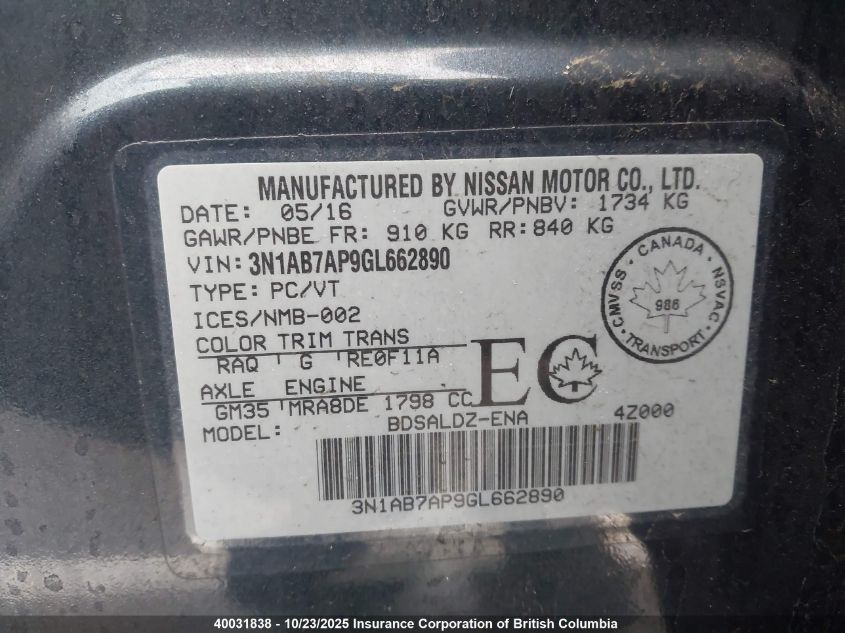 MANUFACTURED BY NISSAN MOTOR CO., LTD.
DATE: 05/16 GVWR/PNBV: 1734 KG
GAWR/PNBE FR: 910 KG RR: 840 KG
VIN: 3N1AB7AP9GL662890
TYPE: PC/VT
ICES/NMB-002
COLOR TRIM TRANS
RAQ G RE0F11A
AXLE ENGINE
GM35 MRA8DE 1798 CC
MODEL: BDSALDZ-ENA 4Z000
EC
CANADA
CMVSS NSVAC
986
TRANSPORT
3N1AB7AP9GL662890
40031838 - 10/23/2025 Insurance Corporation of British Columbia